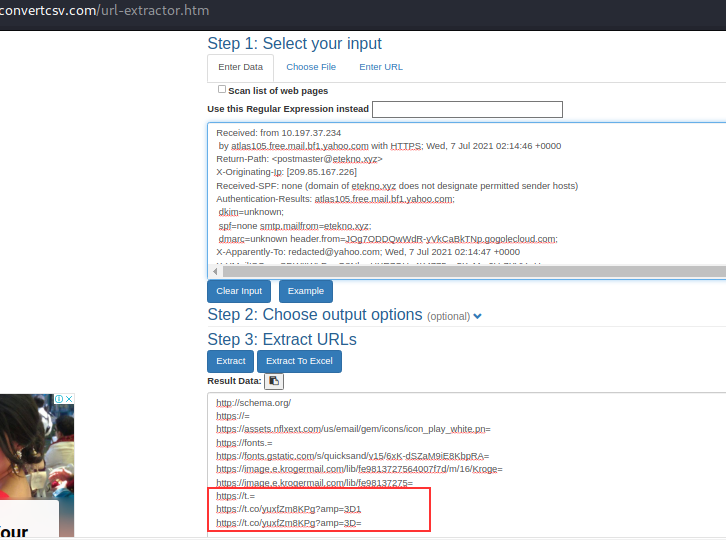 convertcsv.com/url-extractor.htm
Step 1: Select your input
Enter Data Choose File Enter URL
Scan list of web pages
Use this Regular Expression instead
Received: from 10.197.37.234
by atlas105.free.mail.bf1.yahoo.com with HTTPS; Wed, 7 Jul 2021 02:14:46 +0000
Return-Path: <postmaster@etekno.xyz>
X-Originating-Ip: [209.85.167.226]
Received-SPF: none (domain of etekno.xyz does not designate permitted sender hosts)
Authentication-Results: atlas105.free.mail.bf1.yahoo.com;
dkim=unknown;
spf=none smtp.mailfrom=etekno.xyz;
dmarc=unknown header.from=JOg7ODDQwWdR-yVkCaBkTNp.gogolecloud.com;
X-Apparently-To: redacted@yahoo.com; Wed, 7 Jul 2021 02:14:47 +0000
Clear Input Example
Step 2: Choose output options (optional)
Step 3: Extract URLs
Extract Extract To Excel
Result Data:
http://schema.org/
https://=
https://assets.nflxext.com/us/email/gem/icons/icon_play_white.pn=
https://fonts.=
https://fonts.gstatic.com/s/quicksand/v15/6xK-dSZaM9iE8KbpRA=
https://image.e.krogermail.com/lib/fe9813727564007f7d/m/16/Kroge=
https://image.e.krogermail.com/lib/fe98137275=
https://t.=
https://t.co/yuxfZm8KPg?amp=3D1
https://t.co/yuxfZm8KPg?amp=3D=